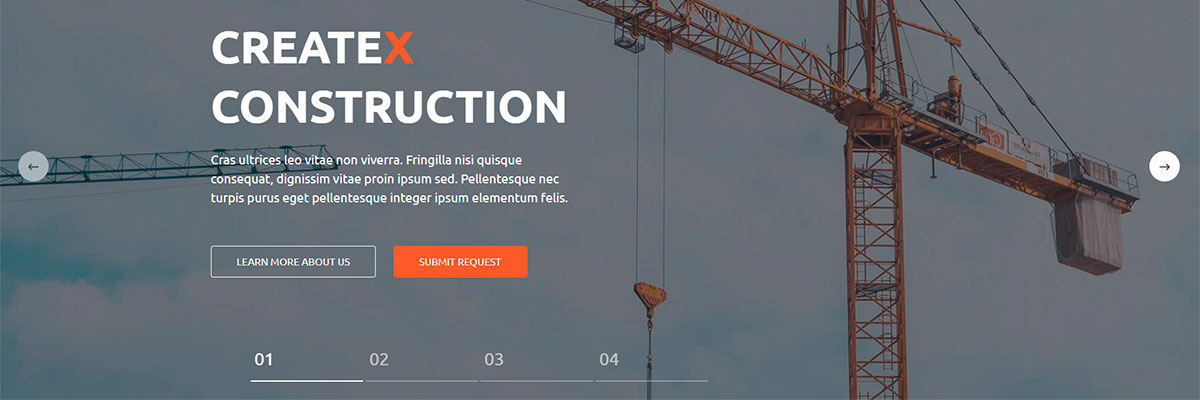 CREATEX
CONSTRUCTION
Cras ultrices leo vitae non viverra. Fringilla nisi quisque
consequat, dignissim vitae proin ipsum sed. Pellentesque nec
turpis purus eget pellentesque integer ipsum elementum felis.
LEARN MORE ABOUT US
SUBMIT REQUEST
01
02
03
04